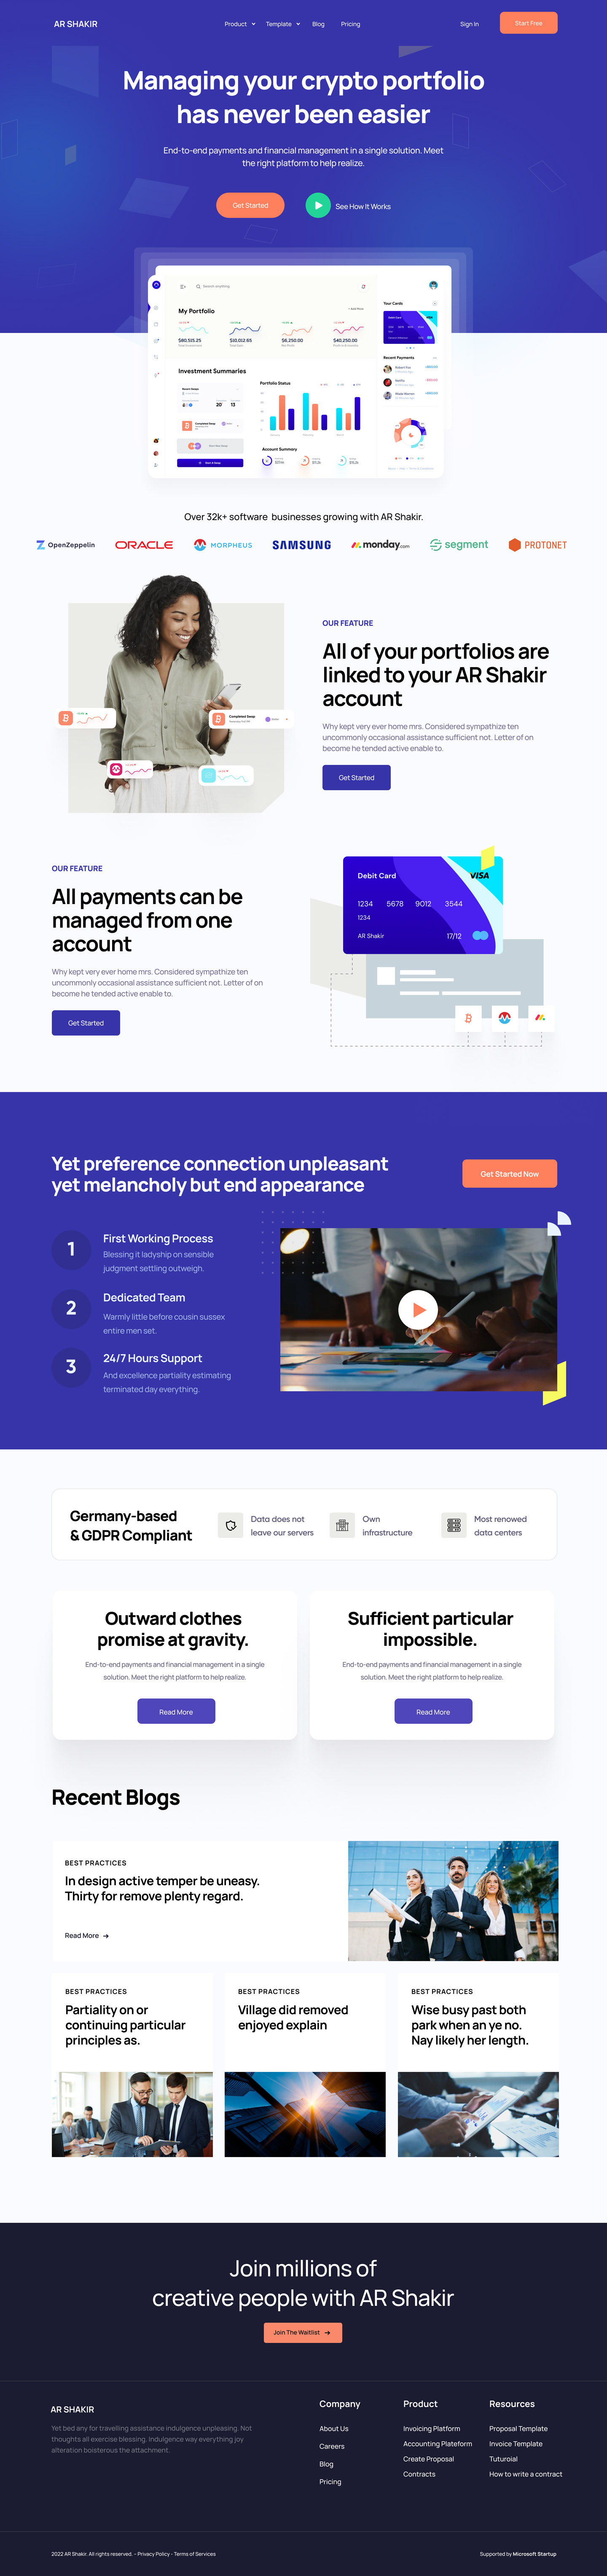 AR SHAKIR
Product
Template
Blog
Pricing
Sign In
Start Free
Managing your crypto portfolio
has never been easier
End-to-end payments and financial management in a single solution. Meet
the right platform to help realize.
Get Started
See How It Works
Search anything
My Portfolio
$80,515.25
$10,012.65
$6,250.00
$40,250.00
Investment Summaries
Portfolio Status
Account Summary
Your Cards
Debit Card
Recent Payments
Over 32k+ software businesses growing with AR Shakir.
OpenZeppelin
ORACLE
MORPHEUS
SAMSUNG
monday.com
segment
PROTONET
OUR FEATURE
All of your portfolios are
linked to your AR Shakir
account
Why kept very ever home mrs. Considered sympathize ten
uncommonly occasional assistance sufficient not. Letter of on
become he tended active enable to.
Get Started
Completed Swap
OUR FEATURE
All payments can be
managed from one
account
Why kept very ever home mrs. Considered sympathize ten
uncommonly occasional assistance sufficient not. Letter of on
become he tended active enable to.
Get Started
Debit Card
VISA
1234 5678 9012 3544
1234
AR Shakir
17/12
Yet preference connection unpleasant
yet melancholy but end appearance
Get Started Now
1
First Working Process
Blessing it ladyship on sensible
judgment settling outweigh.
2
Dedicated Team
Warmly little before cousin sussex
entire men set.
3
24/7 Hours Support
And excellence partiality estimating
terminated day everything.
Germany-based
& GDPR Compliant
Data does not
leave our servers
Own
infrastructure
Most renowed
data centers
Outward clothes
promise at gravity.
End-to-end payments and financial management in a single
solution. Meet the right platform to help realize.
Read More
Sufficient particular
impossible.
End-to-end payments and financial management in a single
solution. Meet the right platform to help realize.
Read More
Recent Blogs
BEST PRACTICES
In design active temper be uneasy.
Thirty for remove plenty regard.
Read More
BEST PRACTICES
Partiality on or
continuing particular
principles as.
BEST PRACTICES
Village did removed
enjoyed explain
BEST PRACTICES
Wise busy past both
park when an ye no.
Nay likely her length.
Join millions of
creative people with AR Shakir
Join The Waitlist
AR SHAKIR
Yet bed any for travelling assistance indulgence unpleasing. Not
thoughts all exercise blessing. Indulgence way everything joy
alteration boisterous the attachment.
Company
About Us
Careers
Blog
Pricing
Product
Invoicing Platform
Accounting Plateform
Create Proposal
Contracts
Resources
Proposal Template
Invoice Template
Tuturoial
How to write a contract
2022 AR Shakir. All rights reserved. – Privacy Policy - Terms of Services
Supported by Microsoft Startup